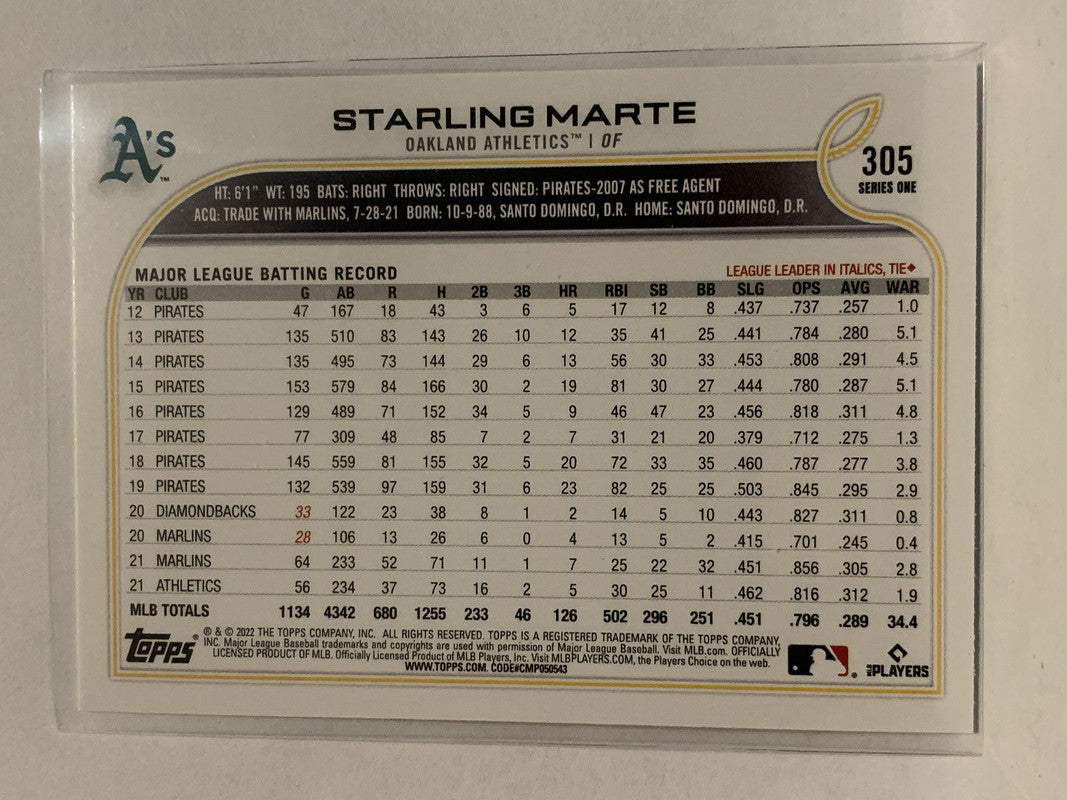 A's™
STARLING MARTE
OAKLAND ATHLETICS™ | OF
305
SERIES ONE
HT: 6'1" WT: 195 BATS: RIGHT THROWS: RIGHT SIGNED: PIRATES-2007 AS FREE AGENT
ACQ: TRADE WITH MARLINS, 7-28-21 BORN: 10-9-88, SANTO DOMINGO, D.R. HOME: SANTO DOMINGO, D.R.
MAJOR LEAGUE BATTING RECORD LEAGUE LEADER IN ITALICS, TIE◆
YR CLUB G AB R H 2B 3B HR RBI SB BB SLG OPS AVG WAR
12 PIRATES 47 167 18 43 3 6 5 17 12 8 .437 .737 .257 1.0
13 PIRATES 135 510 83 143 26 10 12 35 41 25 .441 .784 .280 5.1
14 PIRATES 135 495 73 144 29 6 13 56 30 33 .453 .808 .291 4.5
15 PIRATES 153 579 84 166 30 2 19 81 30 27 .444 .780 .287 5.1
16 PIRATES 129 489 71 152 34 5 9 46 47 23 .456 .818 .311 4.8
17 PIRATES 77 309 48 85 7 2 7 31 21 20 .379 .712 .275 1.3
18 PIRATES 145 559 81 155 32 5 20 72 33 35 .460 .787 .277 3.8
19 PIRATES 132 539 97 159 31 6 23 82 25 25 .503 .845 .295 2.9
20 DIAMONDBACKS 33 122 23 38 8 1 2 14 5 10 .443 .827 .311 0.8
20 MARLINS 28 106 13 26 6 0 4 13 5 2 .415 .701 .245 0.4
21 MARLINS 64 233 52 71 11 1 7 25 22 32 .451 .856 .305 2.8
21 ATHLETICS 56 234 37 73 16 2 5 30 25 11 .462 .816 .312 1.9
MLB TOTALS 1134 4342 680 1255 233 46 126 502 296 251 .451 .796 .289 34.4
topps®
® & © 2022 THE TOPPS COMPANY, INC. ALL RIGHTS RESERVED. TOPPS IS A REGISTERED TRADEMARK OF THE TOPPS COMPANY,
INC. Major League Baseball trademarks and copyrights are used with permission of Major League Baseball. Visit MLB.com. OFFICIALLY
LICENSED PRODUCT OF MLB. Officially Licensed Product of MLB Players, Inc. Visit MLBPLAYERS.COM, the Players Choice on the web.
WWW.TOPPS.COM. CODE#CMP050543
MLB PLAYERS